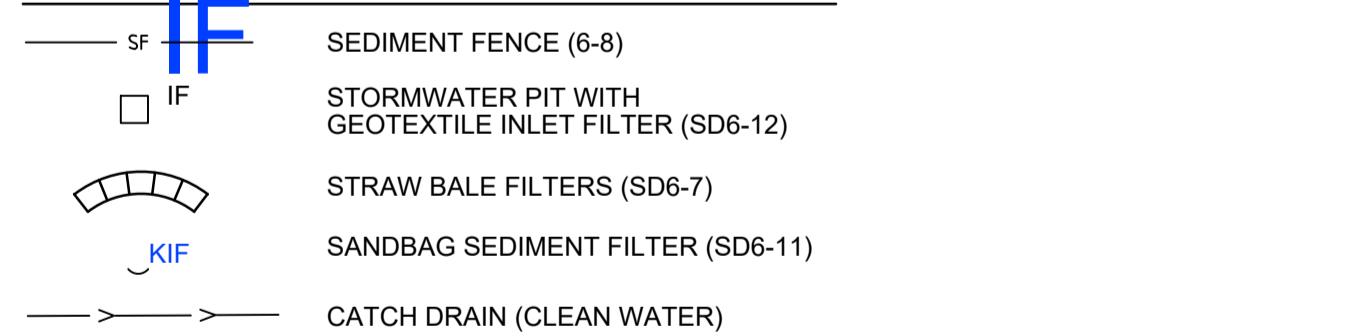 IF
SF SEDIMENT FENCE (6-8)
IF STORMWATER PIT WITH
GEOTEXTILE INLET FILTER (SD6-12)
STRAW BALE FILTERS (SD6-7)
KIF SANDBAG SEDIMENT FILTER (SD6-11)
CATCH DRAIN (CLEAN WATER)